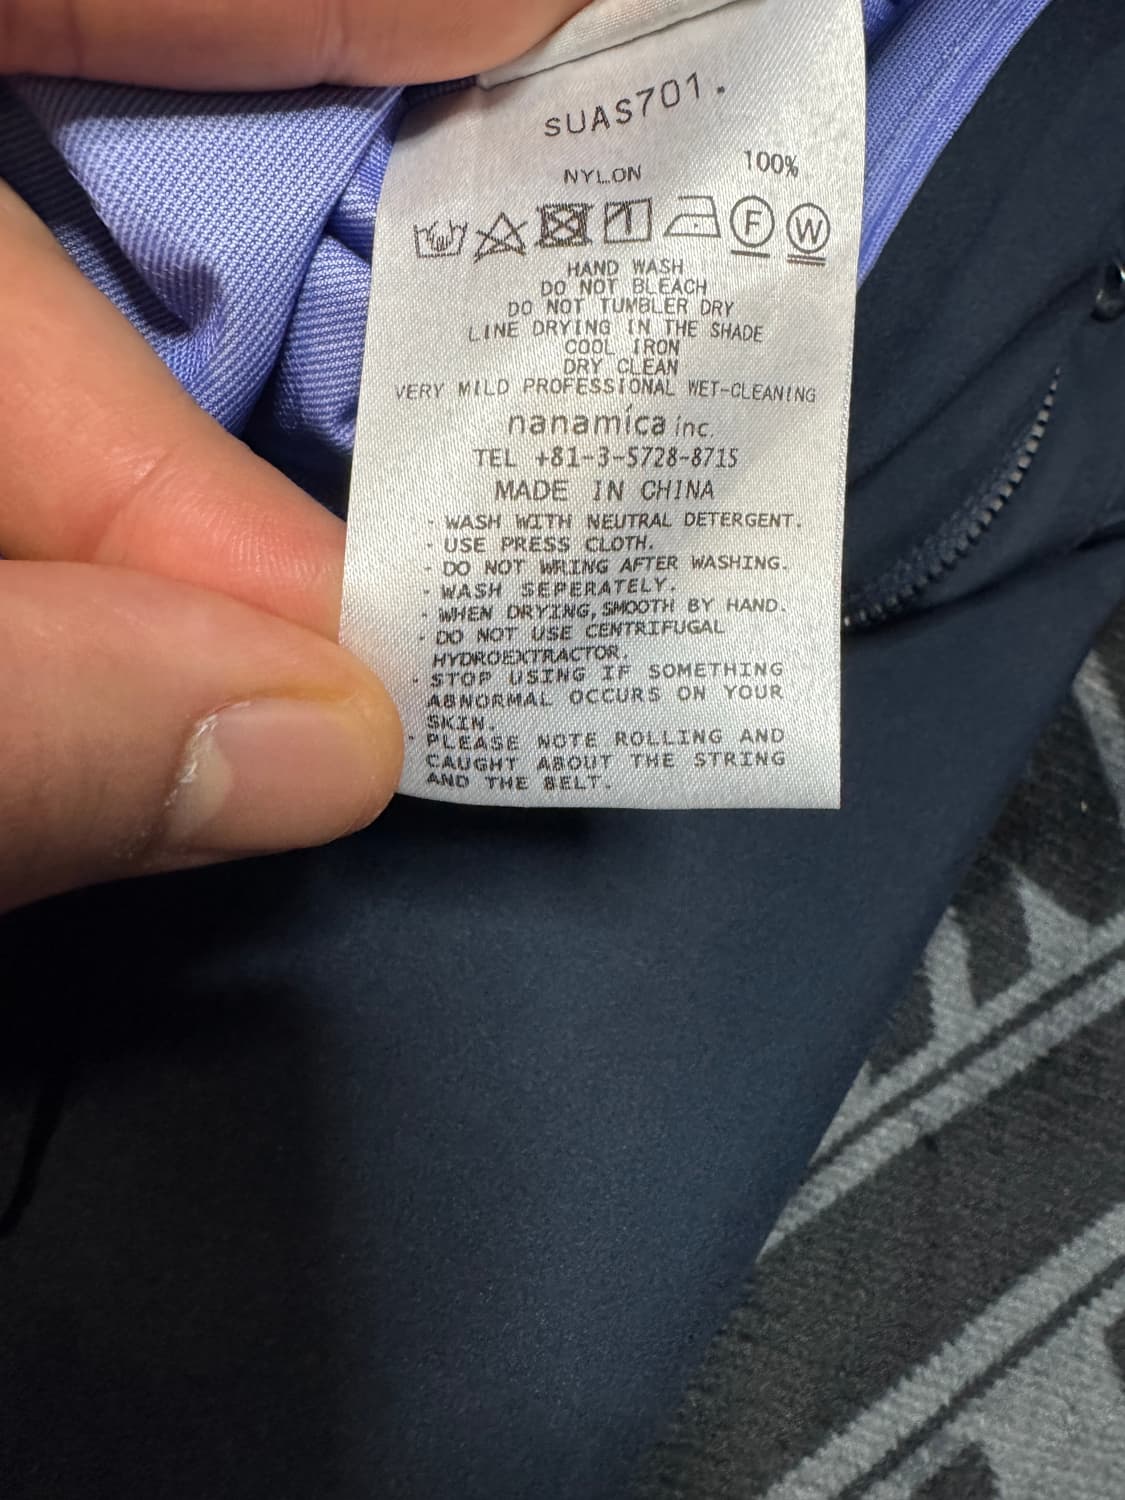 SUAS701.
NYLON 100%
F W
HAND WASH
DO NOT BLEACH
DO NOT TUMBLER DRY
LINE DRYING IN THE SHADE
COOL IRON
DRY CLEAN
VERY MILD PROFESSIONAL WET-CLEANING
nanamíca inc.
TEL +81-3-5728-8715
MADE IN CHINA
· WASH WITH NEUTRAL DETERGENT.
· USE PRESS CLOTH.
· DO NOT WRING AFTER WASHING.
· WASH SEPERATELY.
· WHEN DRYING, SMOOTH BY HAND.
· DO NOT USE CENTRIFUGAL
HYDROEXTRACTOR.
· STOP USING IF SOMETHING
ABNORMAL OCCURS ON YOUR
SKIN.
· PLEASE NOTE ROLLING AND
CAUGHT ABOUT THE STRING
AND THE BELT.